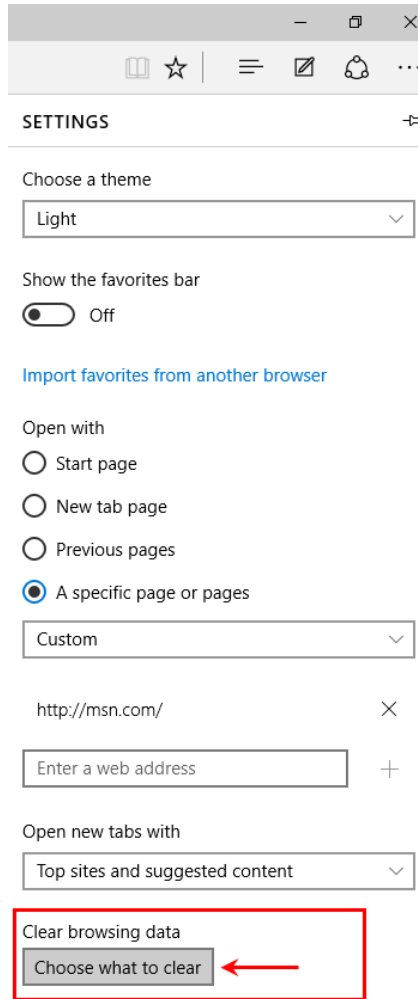 SETTINGS
Choose a theme
Light
Show the favorites bar
Off
Import favorites from another browser
Open with
Start page
New tab page
Previous pages
A specific page or pages
Custom
http://msn.com/
Enter a web address
Open new tabs with
Top sites and suggested content
Clear browsing data
Choose what to clear